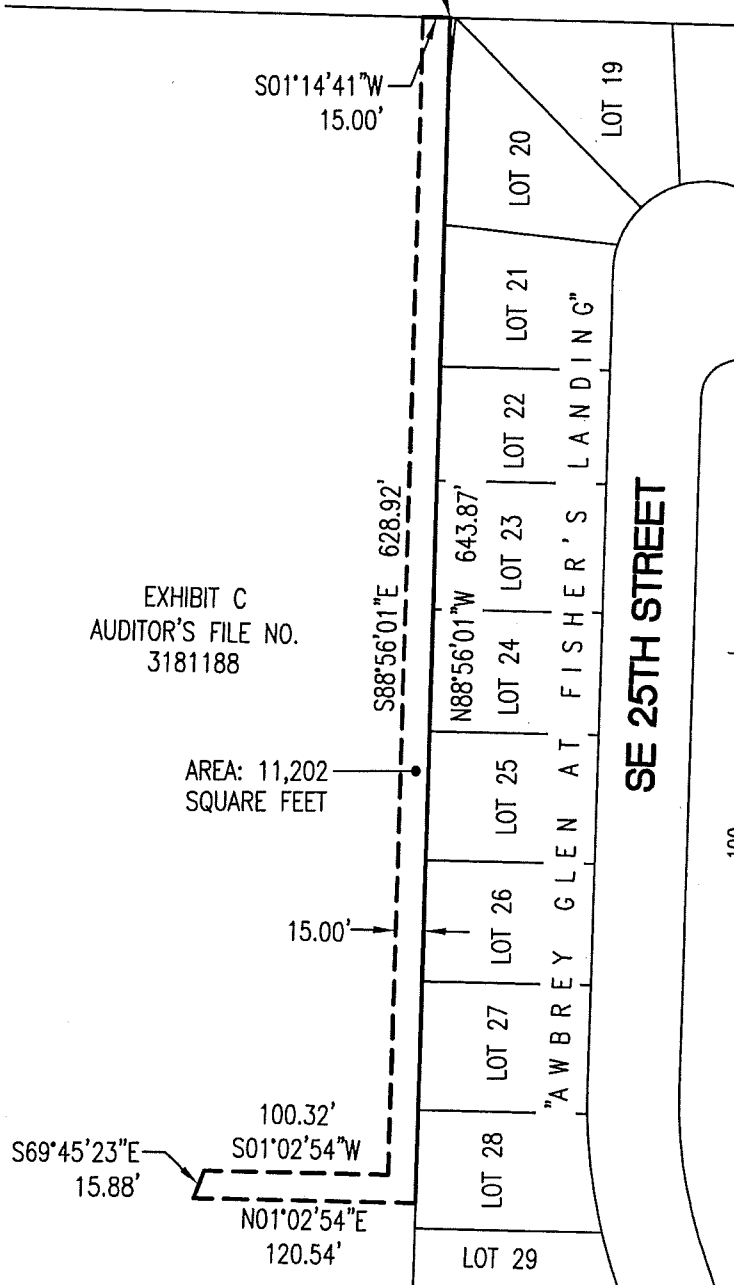 S01°14'41"W
15.00'
LOT 19
LOT 20
LOT 21
LOT 22
LOT 23
LOT 24
LOT 25
LOT 26
LOT 27
LOT 28
LOT 29
"AWBREY GLEN AT FISHER'S LANDING"
SE 25TH STREET
S88°56'01"E 628.92'
N88°56'01"W 643.87'
EXHIBIT C
AUDITOR'S FILE NO.
3181188
AREA: 11,202
SQUARE FEET
15.00'
100.32'
S01°02'54"W
S69°45'23"E
15.88'
N01°02'54"E
120.54'